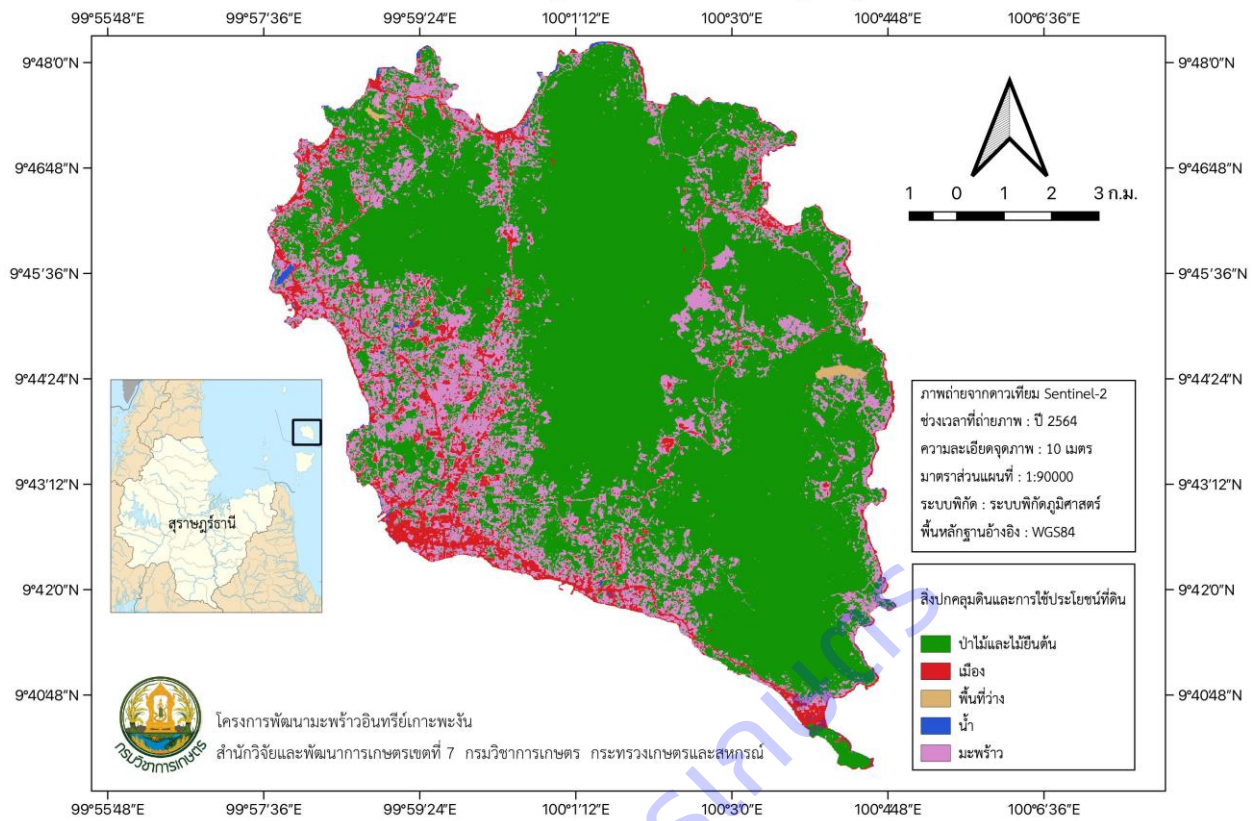 99°55'48"E 99°57'36"E 99°59'24"E 100°1'12"E 100°3'0"E 100°4'48"E 100°6'36"E
9°48'0"N 9°48'0"N
9°46'48"N 9°46'48"N
1 0 1 2 3 ก.ม.
9°45'36"N 9°45'36"N
9°44'24"N 9°44'24"N
ภาพถ่ายจากดาวเทียม Sentinel-2
ช่วงเวลาที่ถ่ายภาพ : ปี 2564
ความละเอียดจุดภาพ : 10 เมตร
มาตราส่วนแผนที่ : 1:90000
9°43'12"N 9°43'12"N
ระบบพิกัด : ระบบพิกัดภูมิศาสตร์
พื้นหลักฐานอ้างอิง : WGS84
สุราษฎร์ธานี
9°42'0"N 9°42'0"N
สิ่งปกคลุมดินและการใช้ประโยชน์ที่ดิน
ป่าไม้และไม้ยืนต้น
เมือง
พื้นที่ว่าง
น้ำ
มะพร้าว
9°40'48"N 9°40'48"N
กรมวิชาการเกษตร
โครงการพัฒนามะพร้าวอินทรีย์เกาะพะงัน
สำนักวิจัยและพัฒนาการเกษตรเขตที่ 7 กรมวิชาการเกษตร กระทรวงเกษตรและสหกรณ์
99°55'48"E 99°57'36"E 99°59'24"E 100°1'12"E 100°3'0"E 100°4'48"E 100°6'36"E